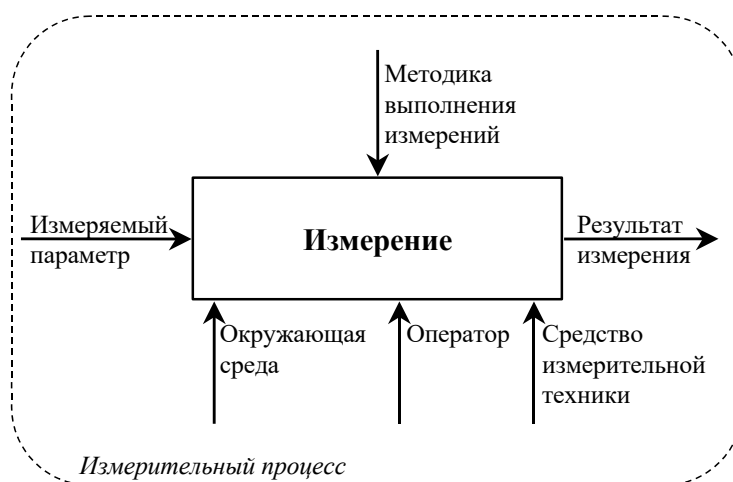 Методика
выполнения
измерений
Измеряемый
параметр
Измерение
Результат
измерения
Окружающая
среда
Оператор
Средство
измерительной
техники
Измерительный процесс